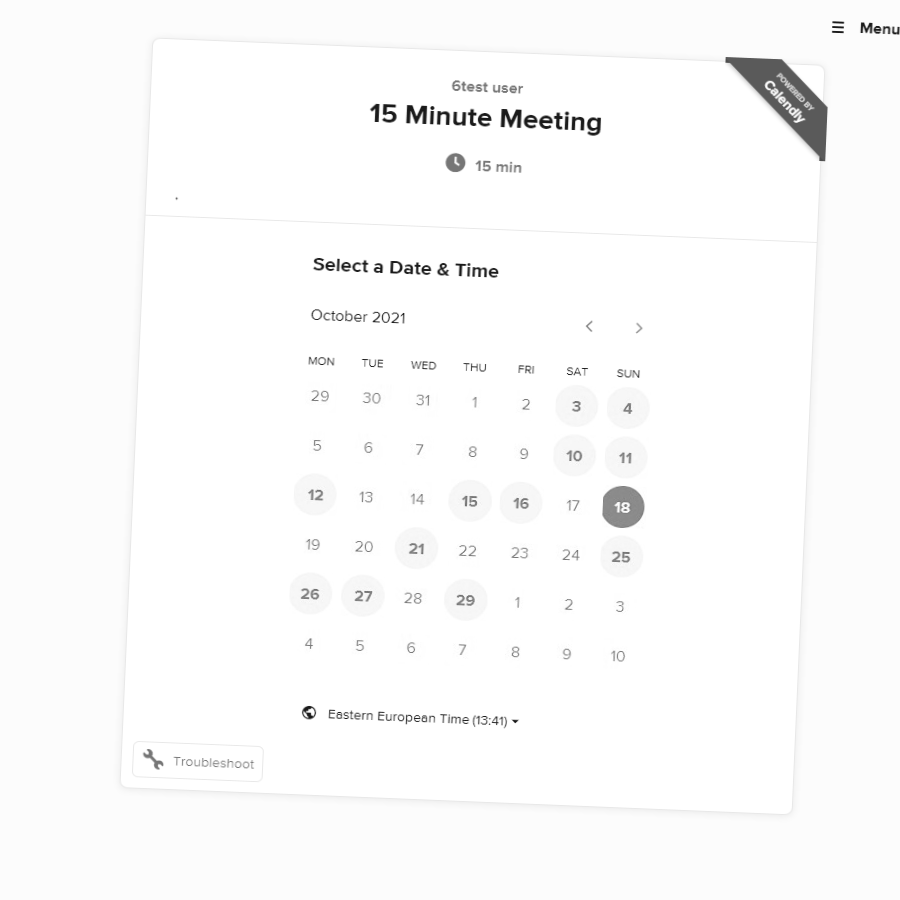 Menu
POWERED BY
Calendly
6test user
15 Minute Meeting
15 min
.
Select a Date & Time
October 2021
MON TUE WED THU FRI SAT SUN
29 30 31 1 2 3 4
5 6 7 8 9 10 11
12 13 14 15 16 17 18
19 20 21 22 23 24 25
26 27 28 29 1 2 3
4 5 6 7 8 9 10
Eastern European Time (13:41)
Troubleshoot